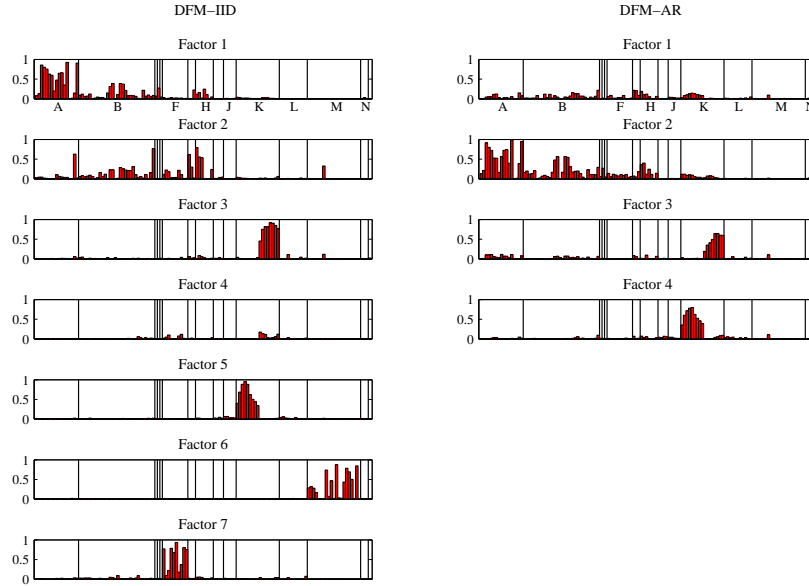 DFM–IID
DFM–AR
Factor 1
1
0.5
0
A B F H J K L M N
Factor 1
1
0.5
0
A B F H J K L M N
Factor 2
1
0.5
0
Factor 2
1
0.5
0
Factor 3
1
0.5
0
Factor 3
1
0.5
0
Factor 4
1
0.5
0
Factor 4
1
0.5
0
Factor 5
1
0.5
0
Factor 6
1
0.5
0
Factor 7
1
0.5
0